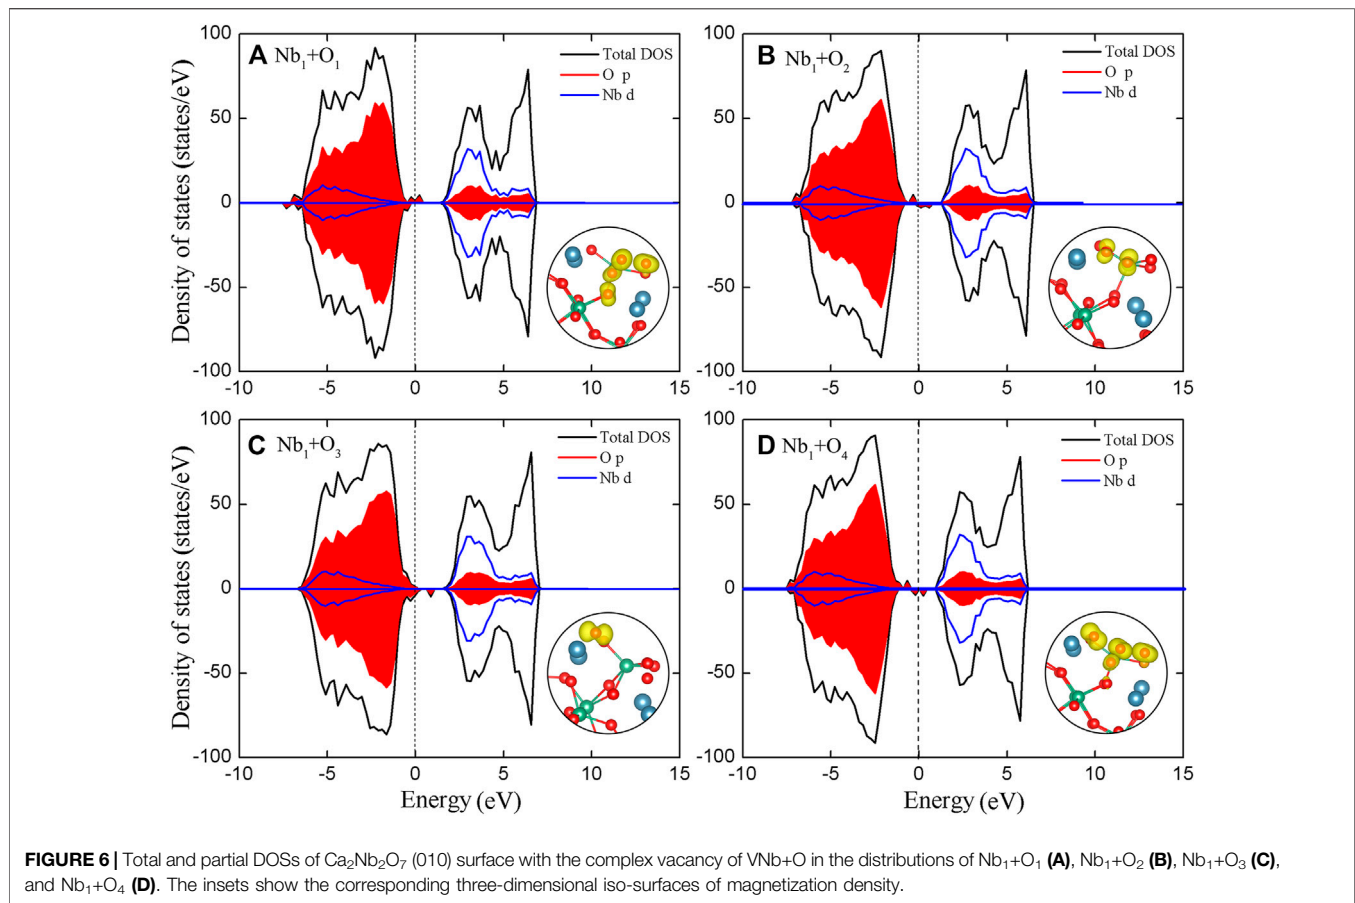 A Nb₁+O₁
Total DOS
O p
Nb d
B Nb₁+O₂
Total DOS
O p
Nb d
100
50
0
-50
-100
-10 -5 0 5 10 15
100
50
0
-50
-100
-10 -5 0 5 10 15
Density of states (states/eV)
C Nb₁+O₃
Total DOS
O p
Nb d
D Nb₁+O₄
Total DOS
O p
Nb d
100
50
0
-50
-100
-10 -5 0 5 10 15
100
50
0
-50
-100
-10 -5 0 5 10 15
Density of states (states/eV)
Energy (eV)
Energy (eV)
FIGURE 6 | Total and partial DOSs of Ca₂Nb₂O₇ (010) surface with the complex vacancy of VNb+O in the distributions of Nb₁+O₁ (A), Nb₁+O₂ (B), Nb₁+O₃ (C),
and Nb₁+O₄ (D). The insets show the corresponding three-dimensional iso-surfaces of magnetization density.